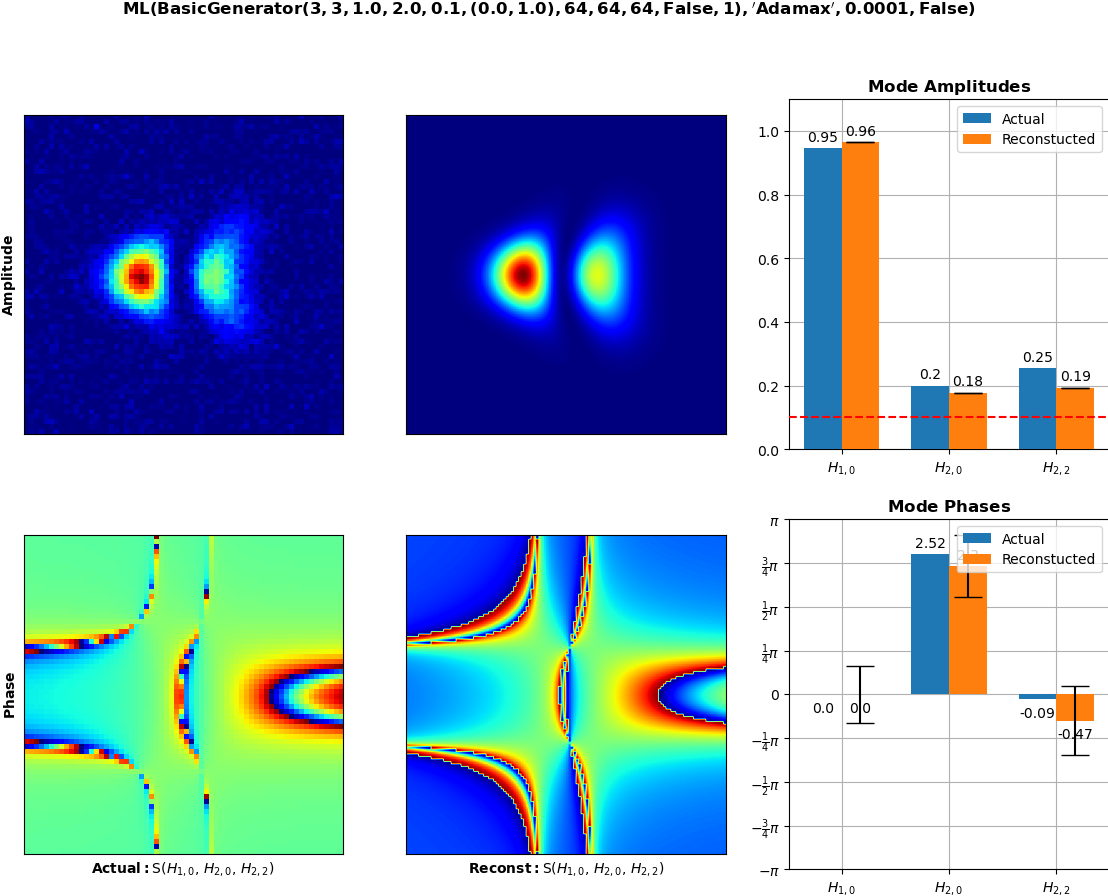 ML(BasicGenerator(3, 3, 1.0, 2.0, 0.1, (0.0, 1.0), 64, 64, 64, False, 1), ′Adamax′, 0.0001, False)
Mode Amplitudes
Actual
Reconstucted
1.0
0.8
0.6
0.4
0.2
0.0
0.95
0.96
0.2
0.18
0.25
0.19
H1,0
H2,0
H2,2
Amplitude
Mode Phases
Actual
Reconstucted
π
3/4π
1/2π
1/4π
0
−1/4π
−1/2π
−3/4π
−π
0.0
0.0
2.52
-0.09
-0.47
H1,0
H2,0
H2,2
Phase
Actual: S(H1,0, H2,0, H2,2)
Reconst: S(H1,0, H2,0, H2,2)